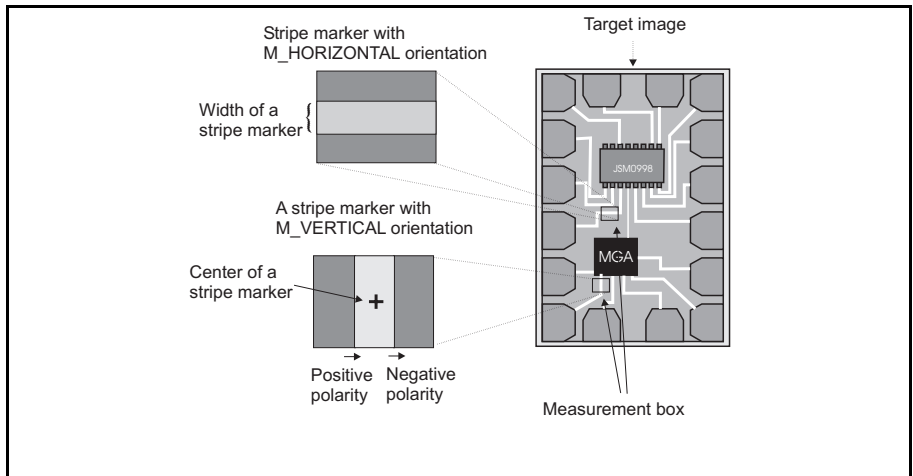 Target image
Stripe marker with
M_HORIZONTAL orientation
Width of a
stripe marker
JSM0998
A stripe marker with
M_VERTICAL orientation
MGA
Center of a
stripe marker
+
Positive
polarity
Negative
polarity
Measurement box